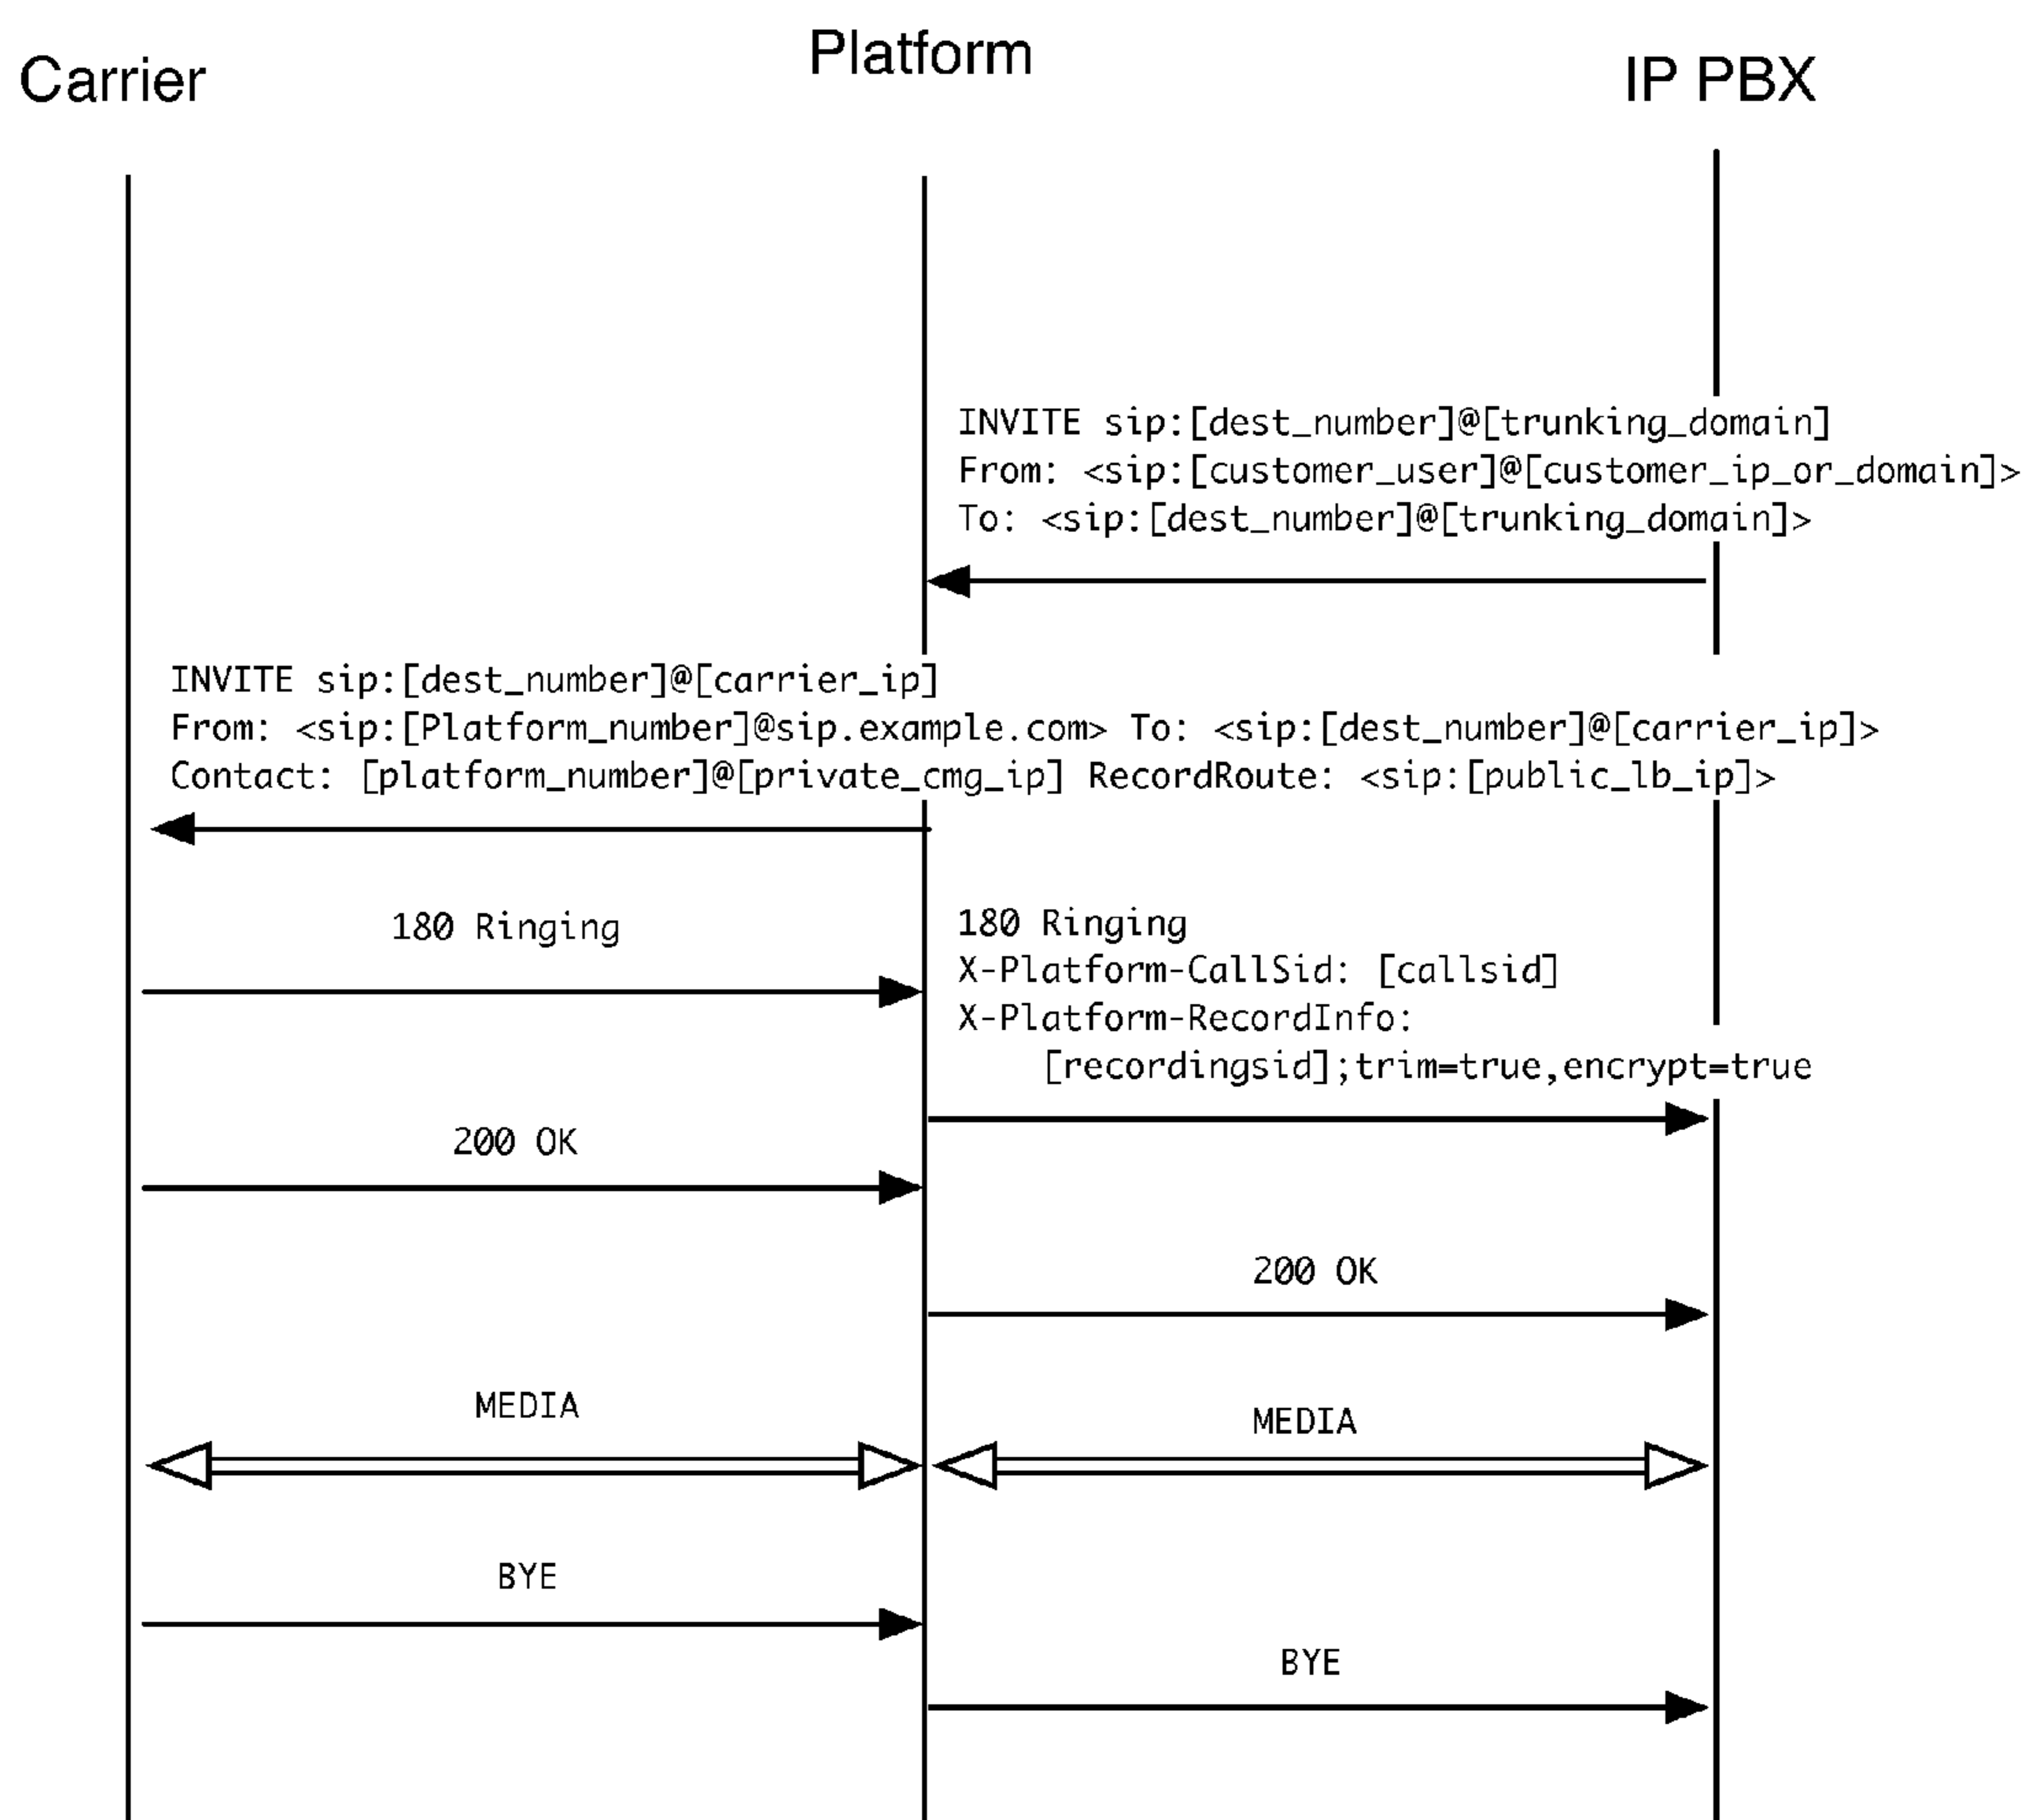 Carrier
Platform
IP PBX
INVITE sip:[dest_number]@[trunking_domain]
From: <sip:[customer_user]@[customer_ip_or_domain]>
To: <sip:[dest_number]@[trunking_domain]>
INVITE sip:[dest_number]@[carrier_ip]
From: <sip:[Platform_number]@sip.example.com> To: <sip:[dest_number]@[carrier_ip]>
Contact: [platform_number]@[private_cmg_ip] RecordRoute: <sip:[public_lb_ip]>
180 Ringing
180 Ringing
X-Platform-CallSid: [callsid]
X-Platform-RecordInfo:
[recordingsid];trim=true,encrypt=true
200 OK
200 OK
MEDIA
MEDIA
BYE
BYE